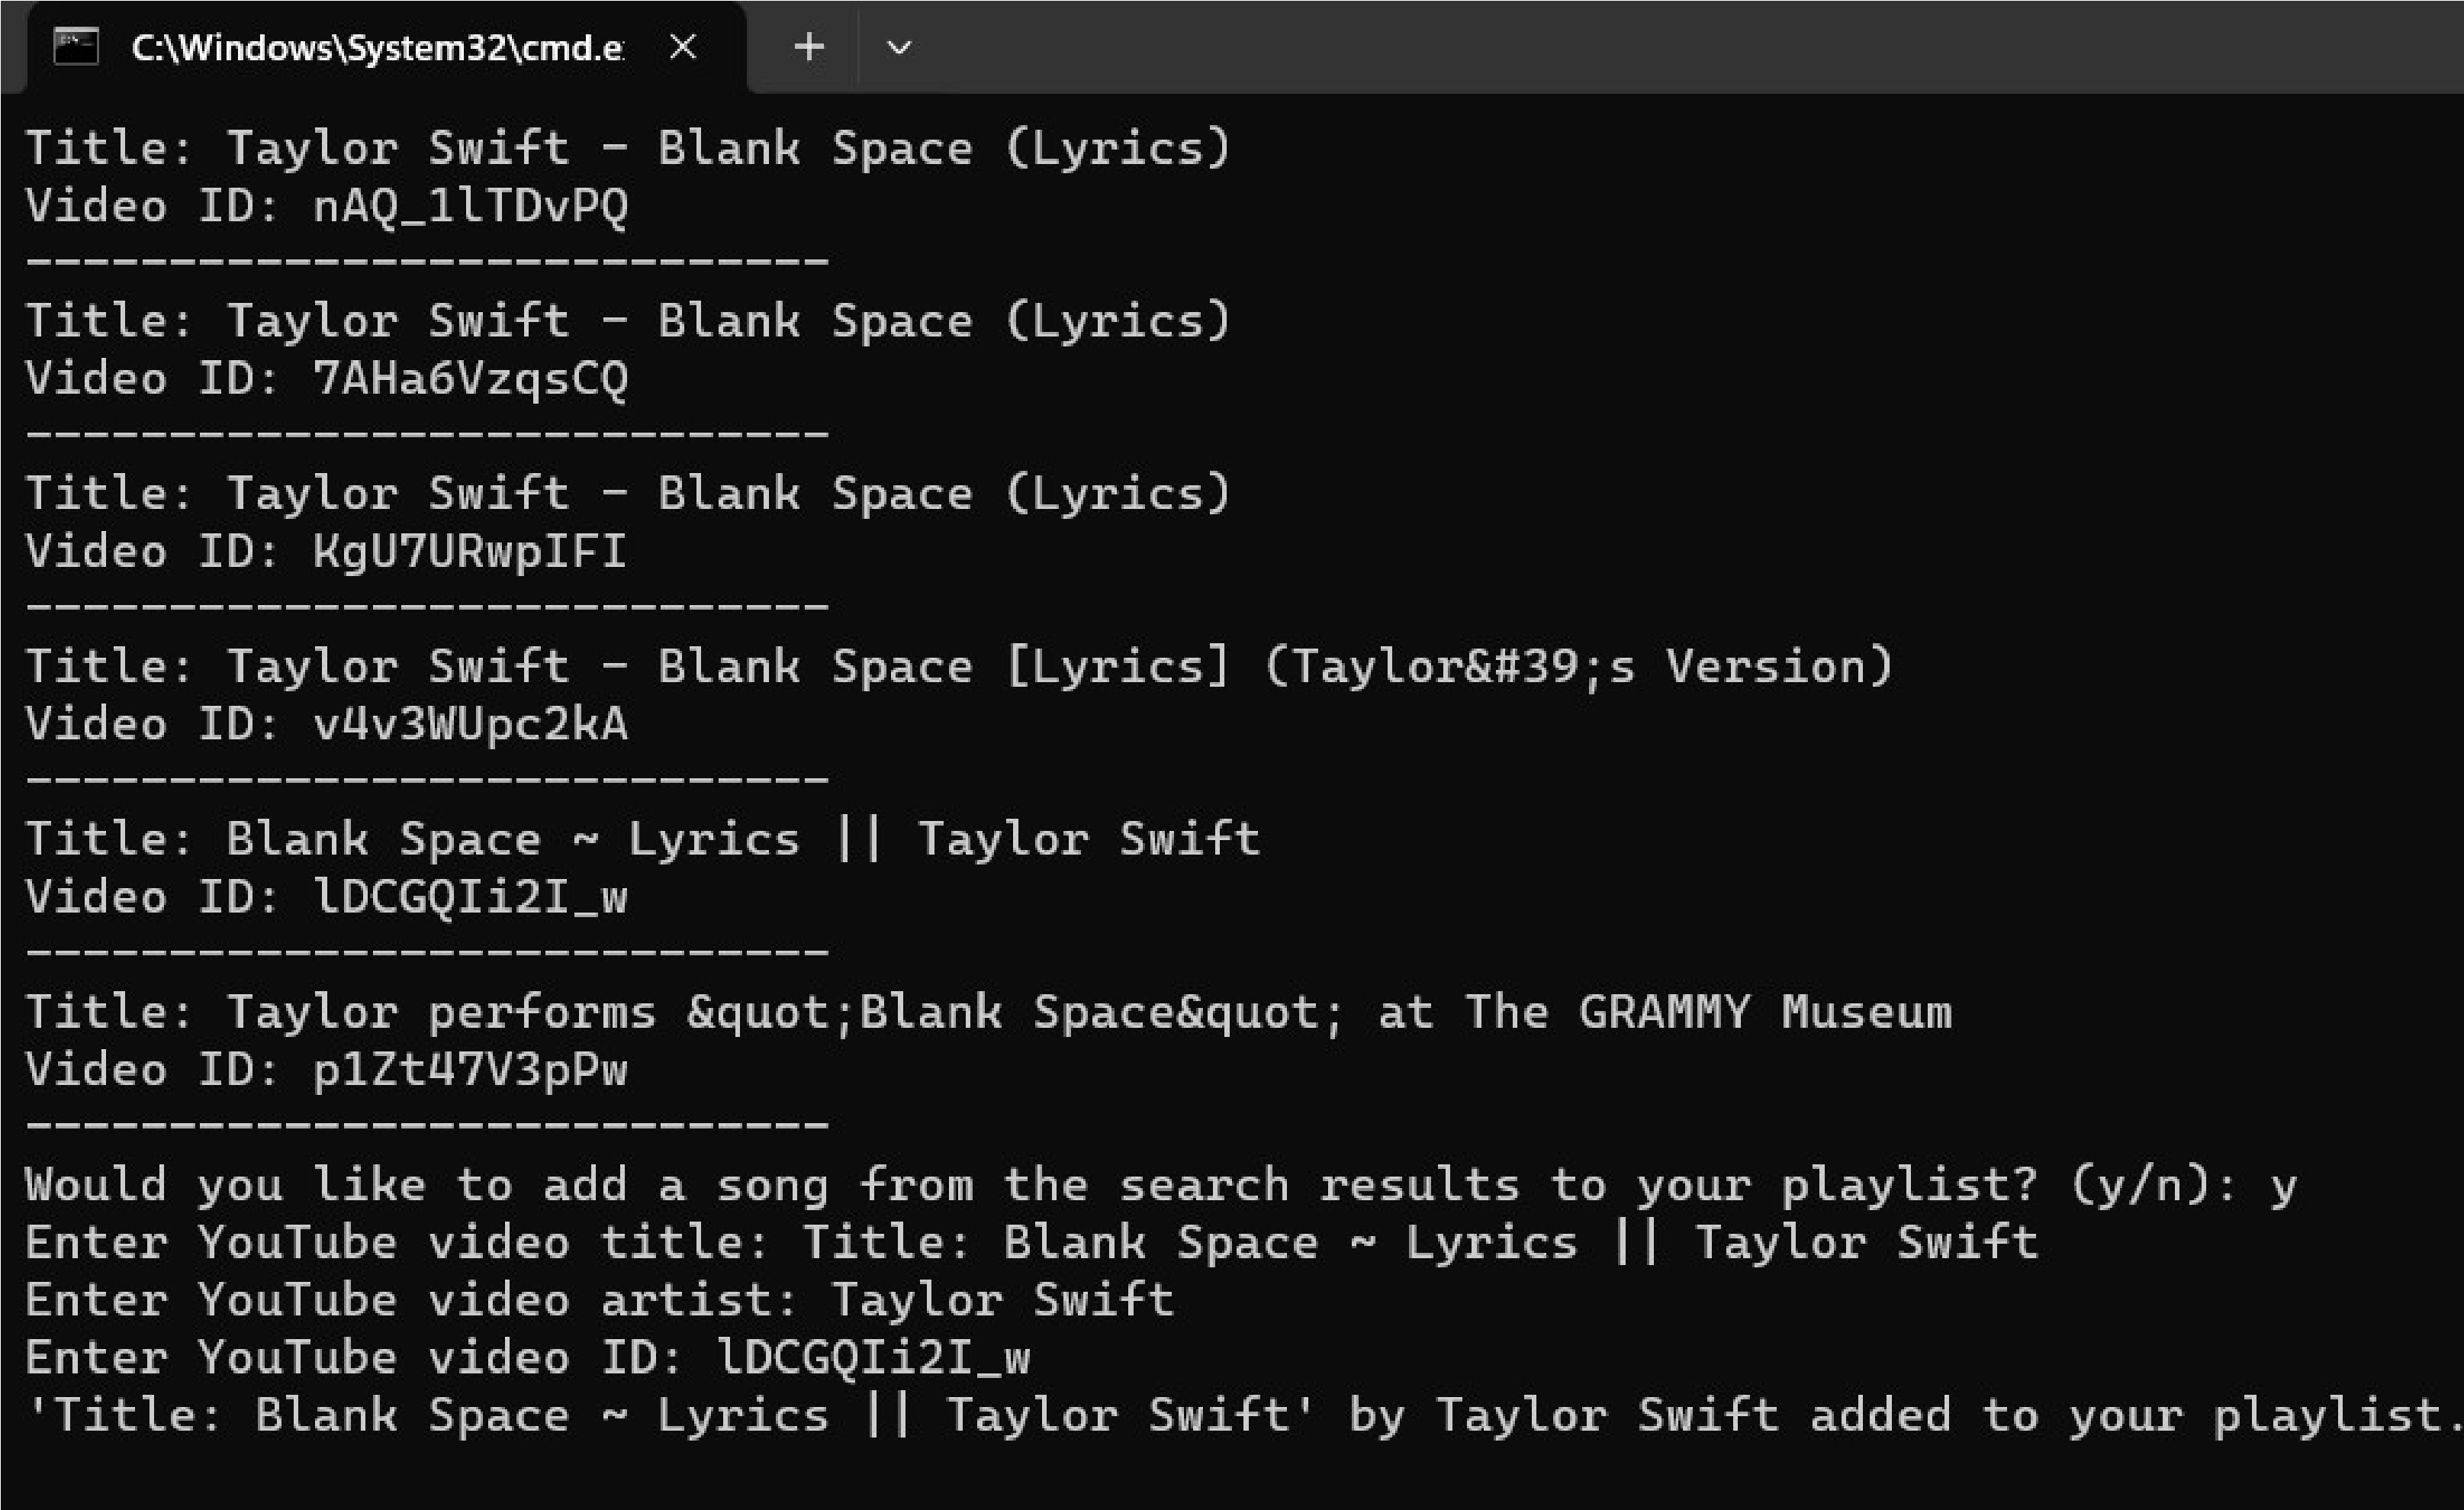 C:\Windows\System32\cmd.e
Title: Taylor Swift - Blank Space (Lyrics)
Video ID: nAQ_1lTDvPQ
----------------------------
Title: Taylor Swift - Blank Space (Lyrics)
Video ID: 7AHa6VzqsCQ
----------------------------
Title: Taylor Swift - Blank Space (Lyrics)
Video ID: KgU7URwpIFI
----------------------------
Title: Taylor Swift - Blank Space [Lyrics] (Taylor&#39;s Version)
Video ID: v4v3WUpc2kA
----------------------------
Title: Blank Space ~ Lyrics || Taylor Swift
Video ID: lDCGQIi2I_w
----------------------------
Title: Taylor performs &quot;Blank Space&quot; at The GRAMMY Museum
Video ID: p1Zt47V3pPw
----------------------------
Would you like to add a song from the search results to your playlist? (y/n): y
Enter YouTube video title: Title: Blank Space ~ Lyrics || Taylor Swift
Enter YouTube video artist: Taylor Swift
Enter YouTube video ID: lDCGQIi2I_w
'Title: Blank Space ~ Lyrics || Taylor Swift' by Taylor Swift added to your playlist.